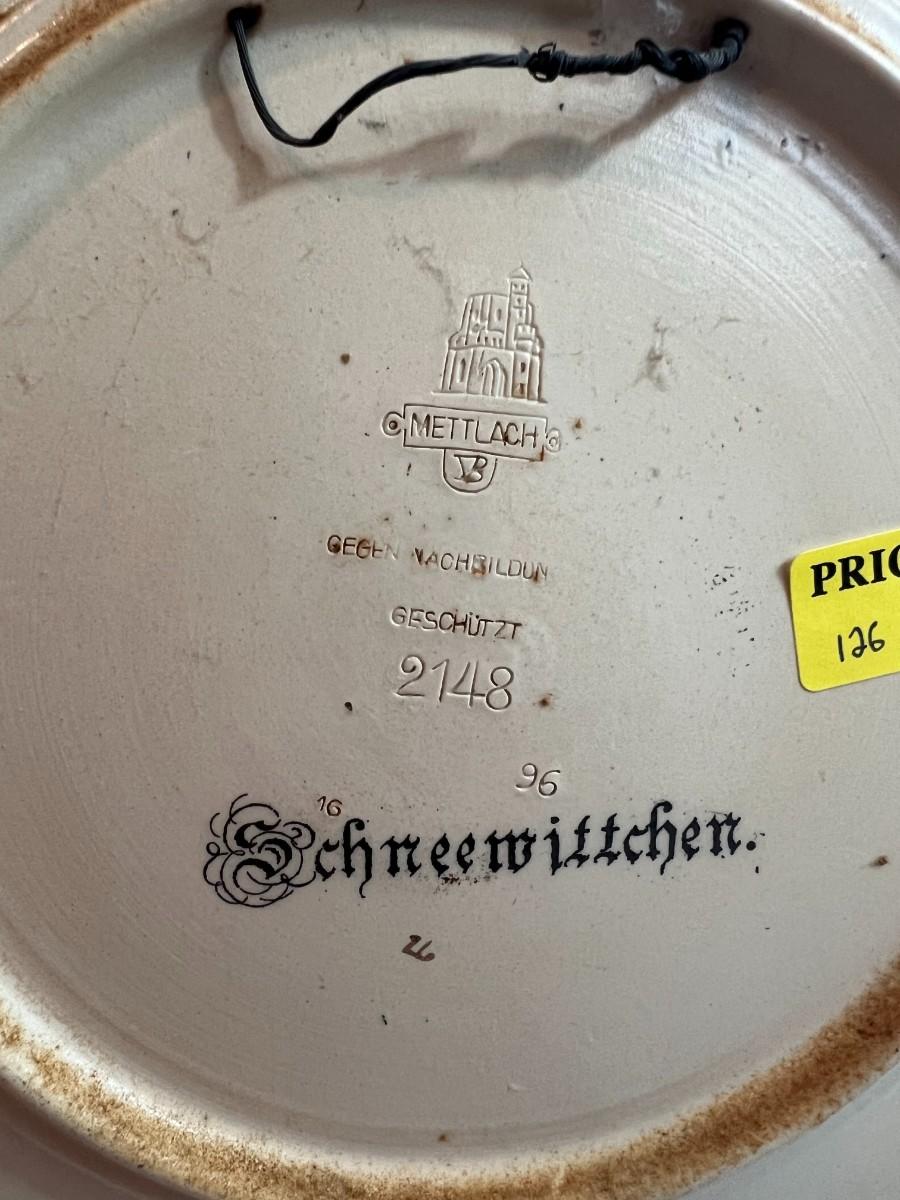 METTLACH
VB
GEGEN NACHBILDUN
GESCHÜTZT
2148
96
16
Schneewittchen.
PRIC
126